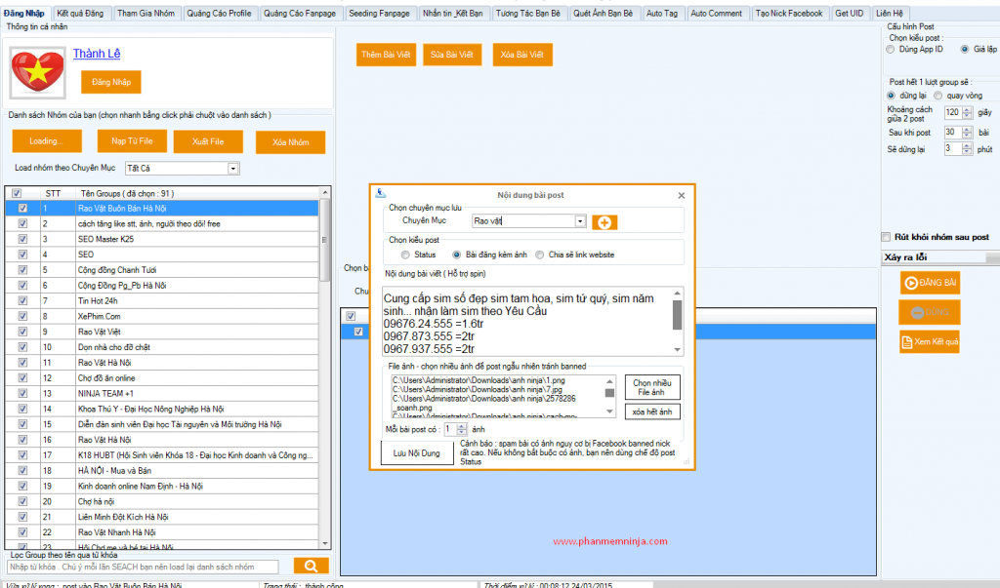 Đăng Nhập Kết quả Đăng Tham Gia Nhóm Quảng Cáo Profile Quảng Cáo Fanpage Seeding Fanpage Nhắn tin _Kết Bạn Tương Tác Bạn Bè Quét Ảnh Bạn Bè Auto Tag Auto Comment Tạo Nick Facebook Get UID Liên Hệ
Thông tin cá nhân
Thành Lê
Đăng Nhập
Danh sách Nhóm của bạn (chọn nhanh bằng click phải chuột vào danh sách )
Loading... Nạp Từ File Xuất File Xóa Nhóm
Load nhóm theo Chuyên Mục Tất Cả
STT Tên Groups ( đã chọn : 91 )
1 Rao Vặt Buôn Bán Hà Nội
2 cách tăng like stt, ảnh, người theo dõi! free
3 SEO Master K25
4 SEO
5 Cộng đồng Chanh Tươi
6 Cộng Đồng Pg_Pb Hà Nội
7 Tin Hot 24h
8 XePhim.Com
9 Rao Vặt Việt
10 Dọn nhà cho đỡ chật
11 Rao Vặt Hà Nội
12 Chợ đồ ăn online
13 NINJA TEAM +1
14 Khoa Thú Y - Đại Học Nông Nghiệp Hà Nội
15 Diễn đàn sinh viên Đại học Tài nguyên và Môi trường Hà Nội
16 Rao Vặt Hà Nội
17 K18 HUBT (Hội Sinh viên Khóa 18 - Đại học Kinh doanh và Công ng...
18 HÀ NỘI - Mua và Bán
19 Kinh doanh online Nam Định - Hà Nội
20 Chợ hà nội
21 Liên Minh Đột Kích Hà Nội
22 Rao Vặt Nhanh Hà Nội
23 Hội Chợ mẹ và bé tại Hà Nội
Lọc Group theo tên qua từ khóa
Nhập từ khóa . Chú ý mỗi lần SEACH bạn nên load lại danh sách nhóm
Vừa xử lý xong : post vào Rao Vặt Buôn Bán Hà Nội Trạng thái : thành công Thời điểm xử lí : 00:08:12 24/03/2015
Thêm Bài Viết Sửa Bài Viết Xóa Bài Viết
Chọn bà
Chu
Nội dung bài post
Chọn chuyên mục lưu
Chuyên Mục Rao vặt
Chọn kiểu post
Status Bài đăng kèm ảnh Chia sẻ link website
Nội dung bài viết ( Hỗ trợ spin)
Cung cấp sim số đẹp sim tam hoa, sim tứ quý, sim năm
sinh... nhận làm sim theo Yêu Cầu
09676.24.555 =1.6tr
0967.873.555 =2tr
0967.937.555 =2tr
File ảnh - chọn nhiều ảnh để post ngẫu nhiên tránh banned
C:\Users\Administrator\Downloads\anh ninja\1.png
C:\Users\Administrator\Downloads\anh ninja\7.jpg
C:\Users\Administrator\Downloads\anh ninja\2578286
_soanh.png
C:\Users\Administrator\Downloads\anh ninja\cach-mo-
Chọn nhiều
File ảnh
xóa hết ảnh
Mỗi bài post có : 1 ảnh
Lưu Nội Dung
Cảnh báo : spam bài có ảnh nguy cơ bị Facebook banned nick
rất cao. Nếu không bắt buộc có ảnh, bạn nên dùng chế độ post
Status
www.phanmemninja.com
Cấu hình Post
Chọn kiểu post :
Dùng App ID Giả lập
Post hết 1 lượt group sẽ :
dừng lại quay vòng
Khoảng cách
giữa 2 post 120 giây
Sau khi post 30 bài
Sẽ dừng lại 3 phút
Rút khỏi nhóm sau post
Xảy ra lỗi
ĐĂNG BÀI
DỪNG
Xem Kết quả